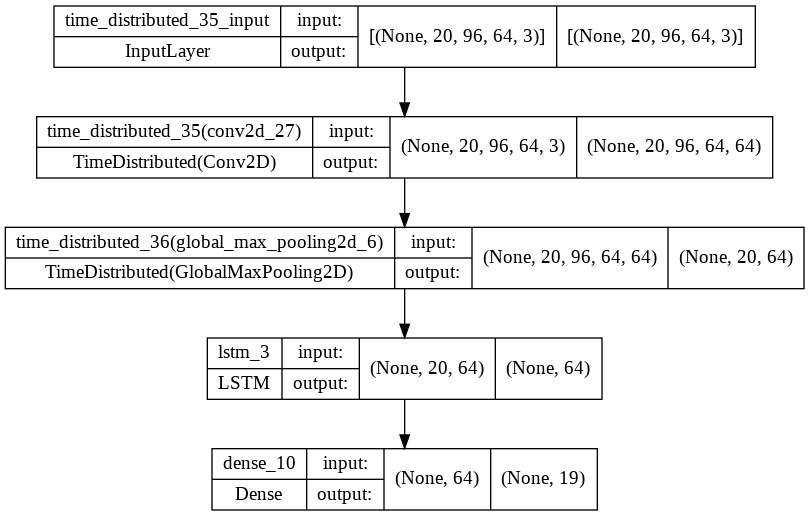 time_distributed_35_input input: [(None, 20, 96, 64, 3)] [(None, 20, 96, 64, 3)]
InputLayer output:
time_distributed_35(conv2d_27) input: (None, 20, 96, 64, 3) (None, 20, 96, 64, 64)
TimeDistributed(Conv2D) output:
time_distributed_36(global_max_pooling2d_6) input: (None, 20, 96, 64, 64) (None, 20, 64)
TimeDistributed(GlobalMaxPooling2D) output:
lstm_3 input: (None, 20, 64) (None, 64)
LSTM output:
dense_10 input: (None, 64) (None, 19)
Dense output: